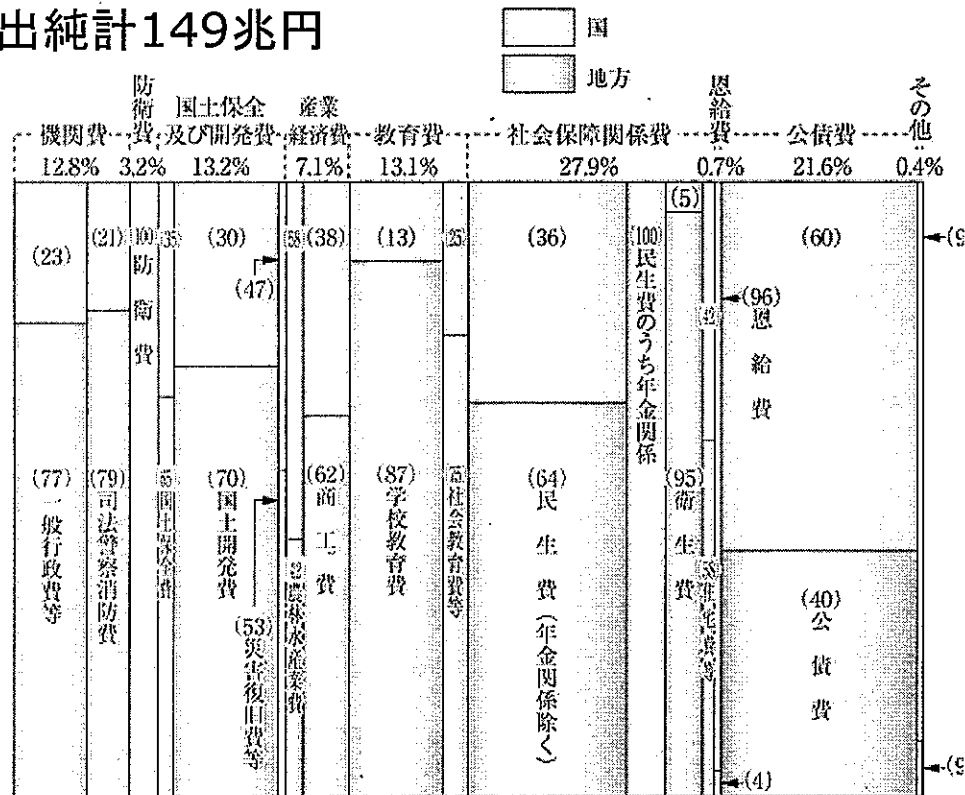 出純計149兆円
国
地方
機関費
12.8%
防衛費
3.2%
国土保全
及び開発費
13.2%
産業
経済費
7.1%
教育費
13.1%
社会保障関係費
27.9%
恩給費
0.7%
公債費
21.6%
その他
0.4%
(23)
(77)
一般行政費等
(21)
(79)
司法警察消防費
100
防衛費
35
65
国土保全費
(30)
(70)
国土開発費
(47)
(53)
災害復旧費等
58
農林水産業費
(38)
(62)
商工費
(13)
(87)
学校教育費
25
75
社会教育費等
(36)
(64)
民生費(年金関係除く)
(100)
民生費のうち年金関係
(5)
(95)
衛生費
42
58
(96)
恩給費
(4)
(60)
(40)
公債費